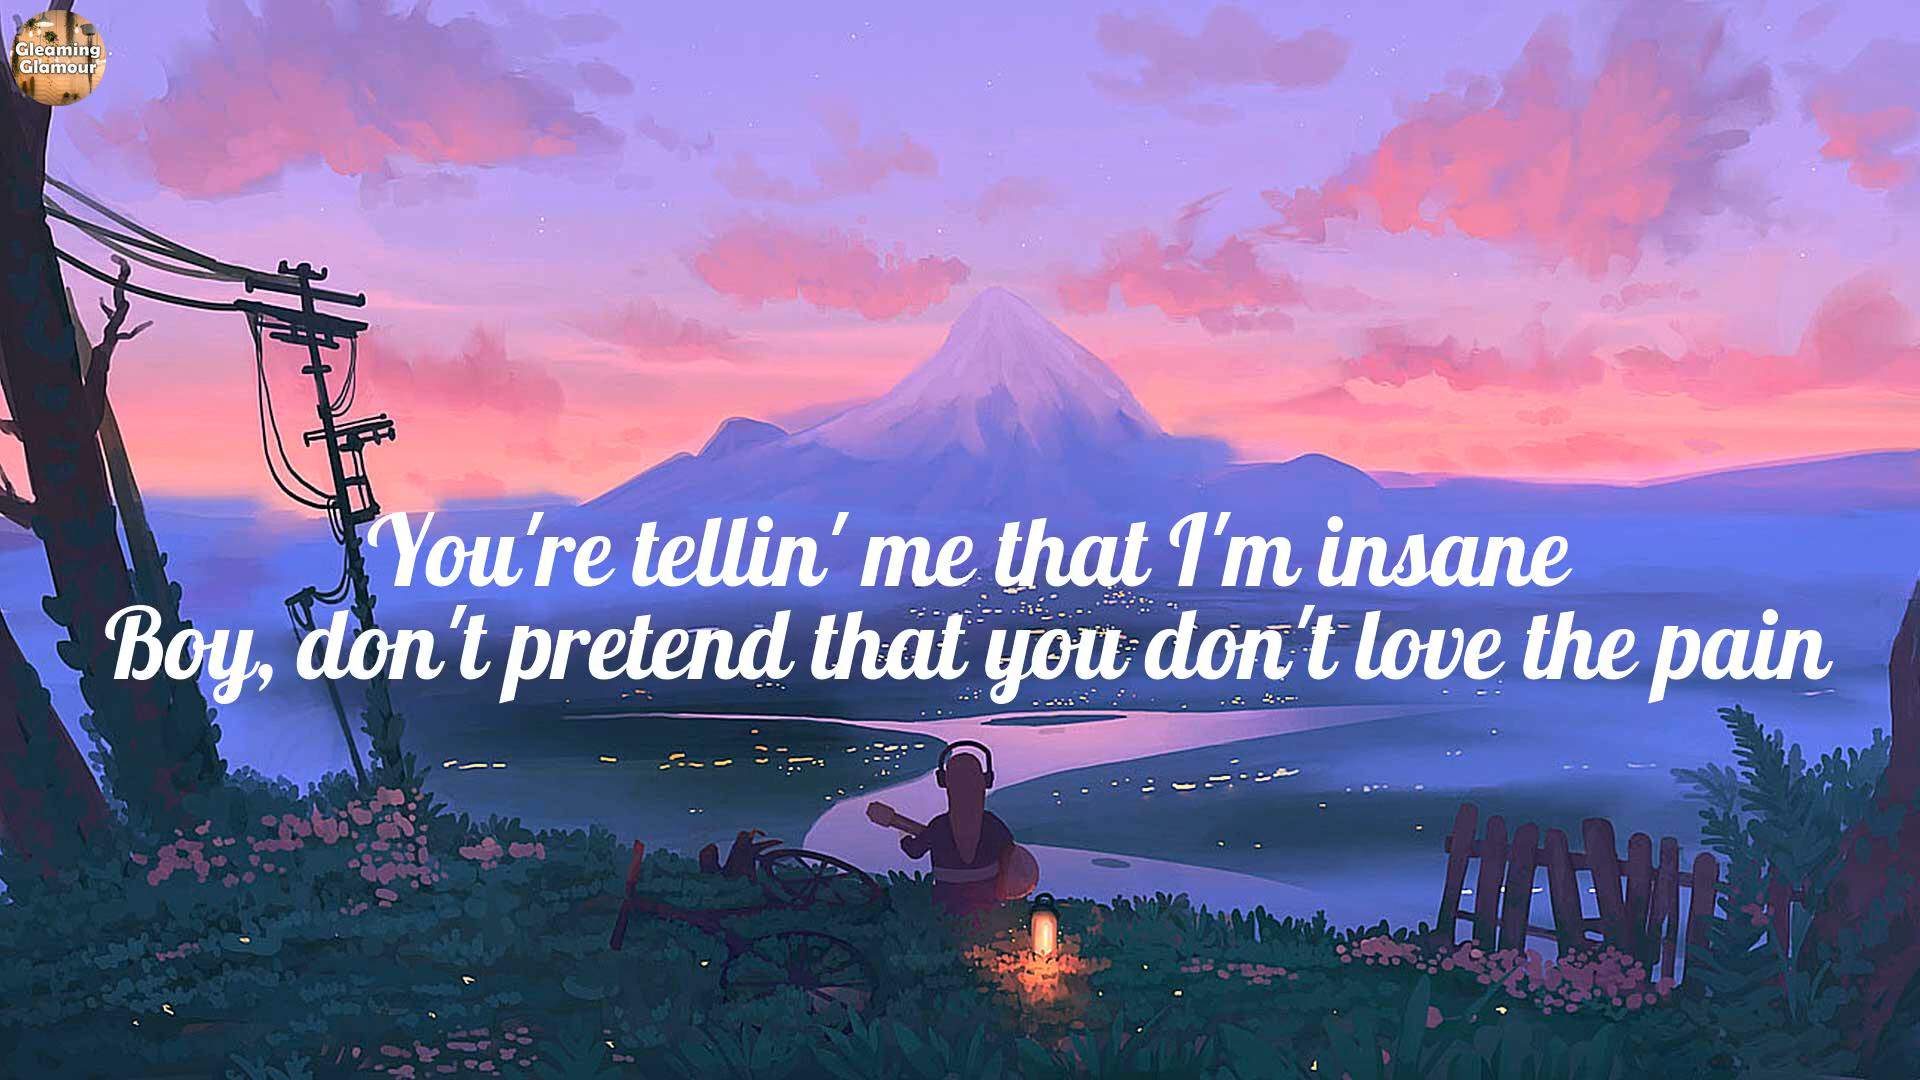 Gleaming
Glamour
You're tellin' me that I'm insane
Boy, don't pretend that you don't love the pain